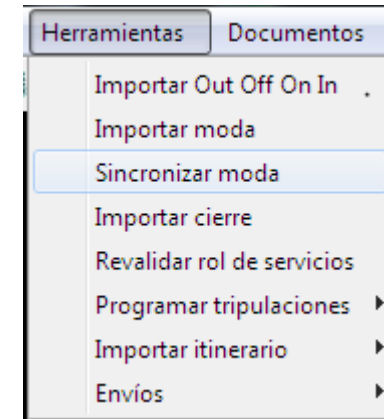 Herramientas Documentos
Importar Out Off On In .
Importar moda
Sincronizar moda
Importar cierre
Revalidar rol de servicios
Programar tripulaciones
Importar itinerario
Envíos